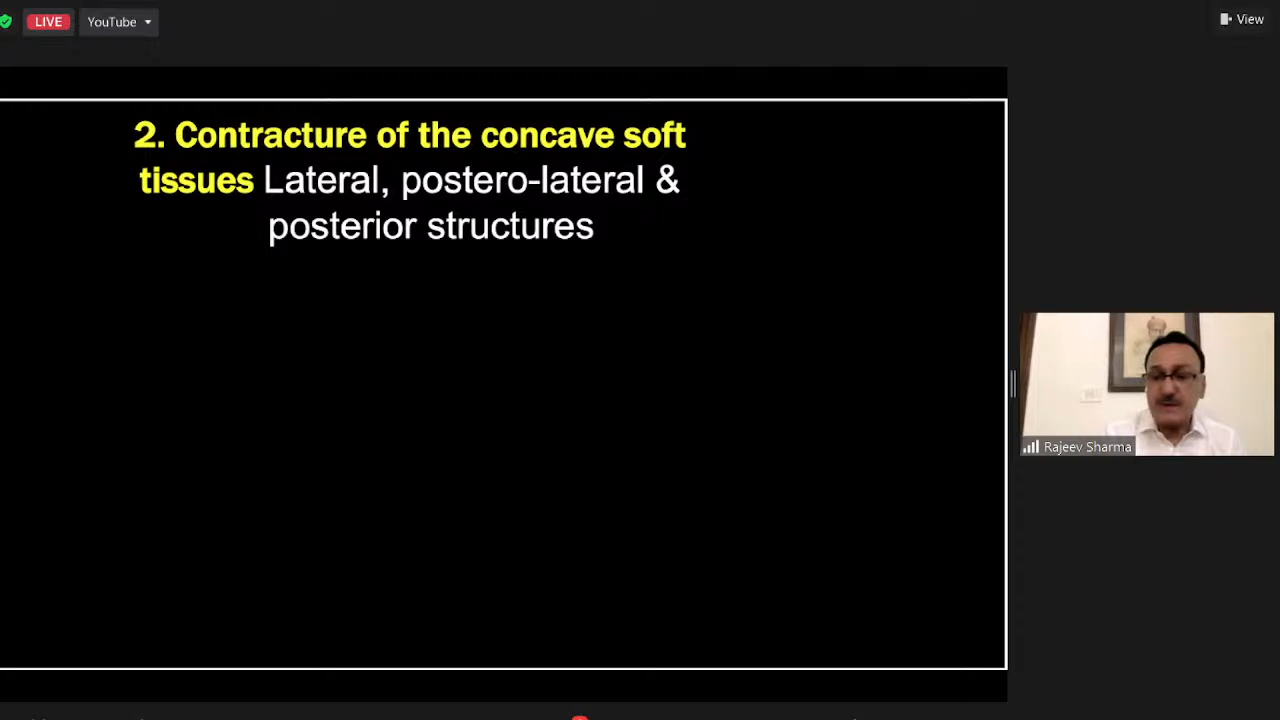 LIVE
YouTube
View
2. Contracture of the concave soft
tissues Lateral, postero-lateral &
posterior structures
Rajeev Sharma